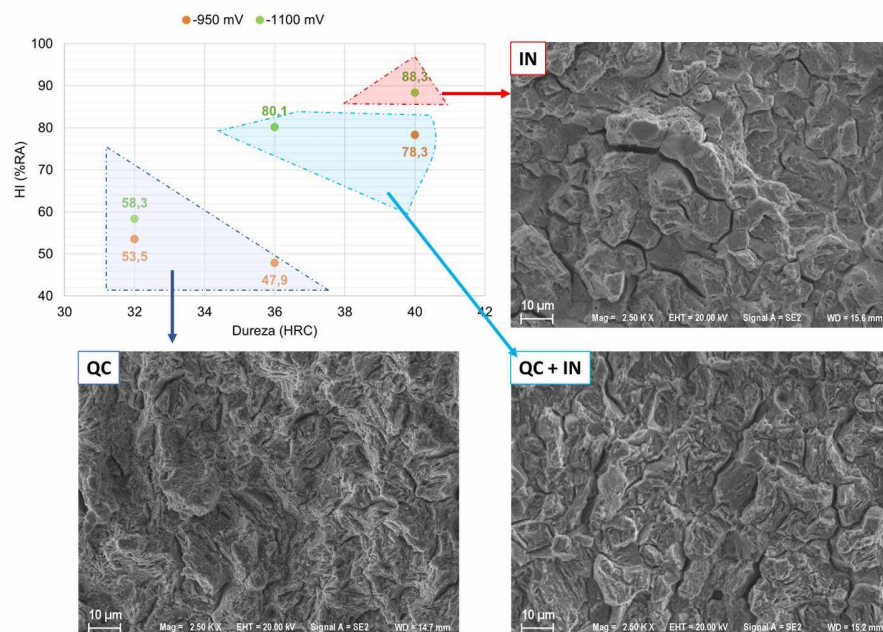 -950 mV -1100 mV
100
90
80
70
60
50
40
HI (%RA)
88,3
80,1
78,3
58,3
53,5
47,9
30 32 34 36 38 40 42
Dureza (HRC)
IN
10 µm
Mag = 2.50 K X EHT = 20.00 kV Signal A = SE2 WD = 15.6 mm
QC
10 µm
Mag = 2.50 K X EHT = 20.00 kV Signal A = SE2 WD = 14.7 mm
QC + IN
10 µm
Mag = 2.50 K X EHT = 20.00 kV Signal A = SE2 WD = 15.2 mm